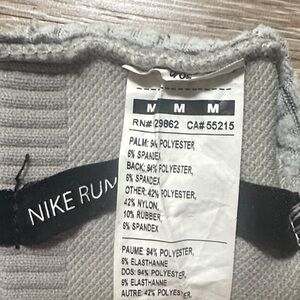 M M M
RN# 29862 CA# 55215
PALM: 94% POLYESTER,
6% SPANDEX
BACK: 94% POLYESTER,
6% SPANDEX
OTHER: 42% POLYESTER,
42% NYLON,
10% RUBBER,
6% SPANDEX
PAUME: 94% POLYESTER,
6% ELASTHANNE
DOS: 94% POLYESTER,
6% ELASTHANNE
AUTRE: 42% POLYESTER,
NIKE RUN